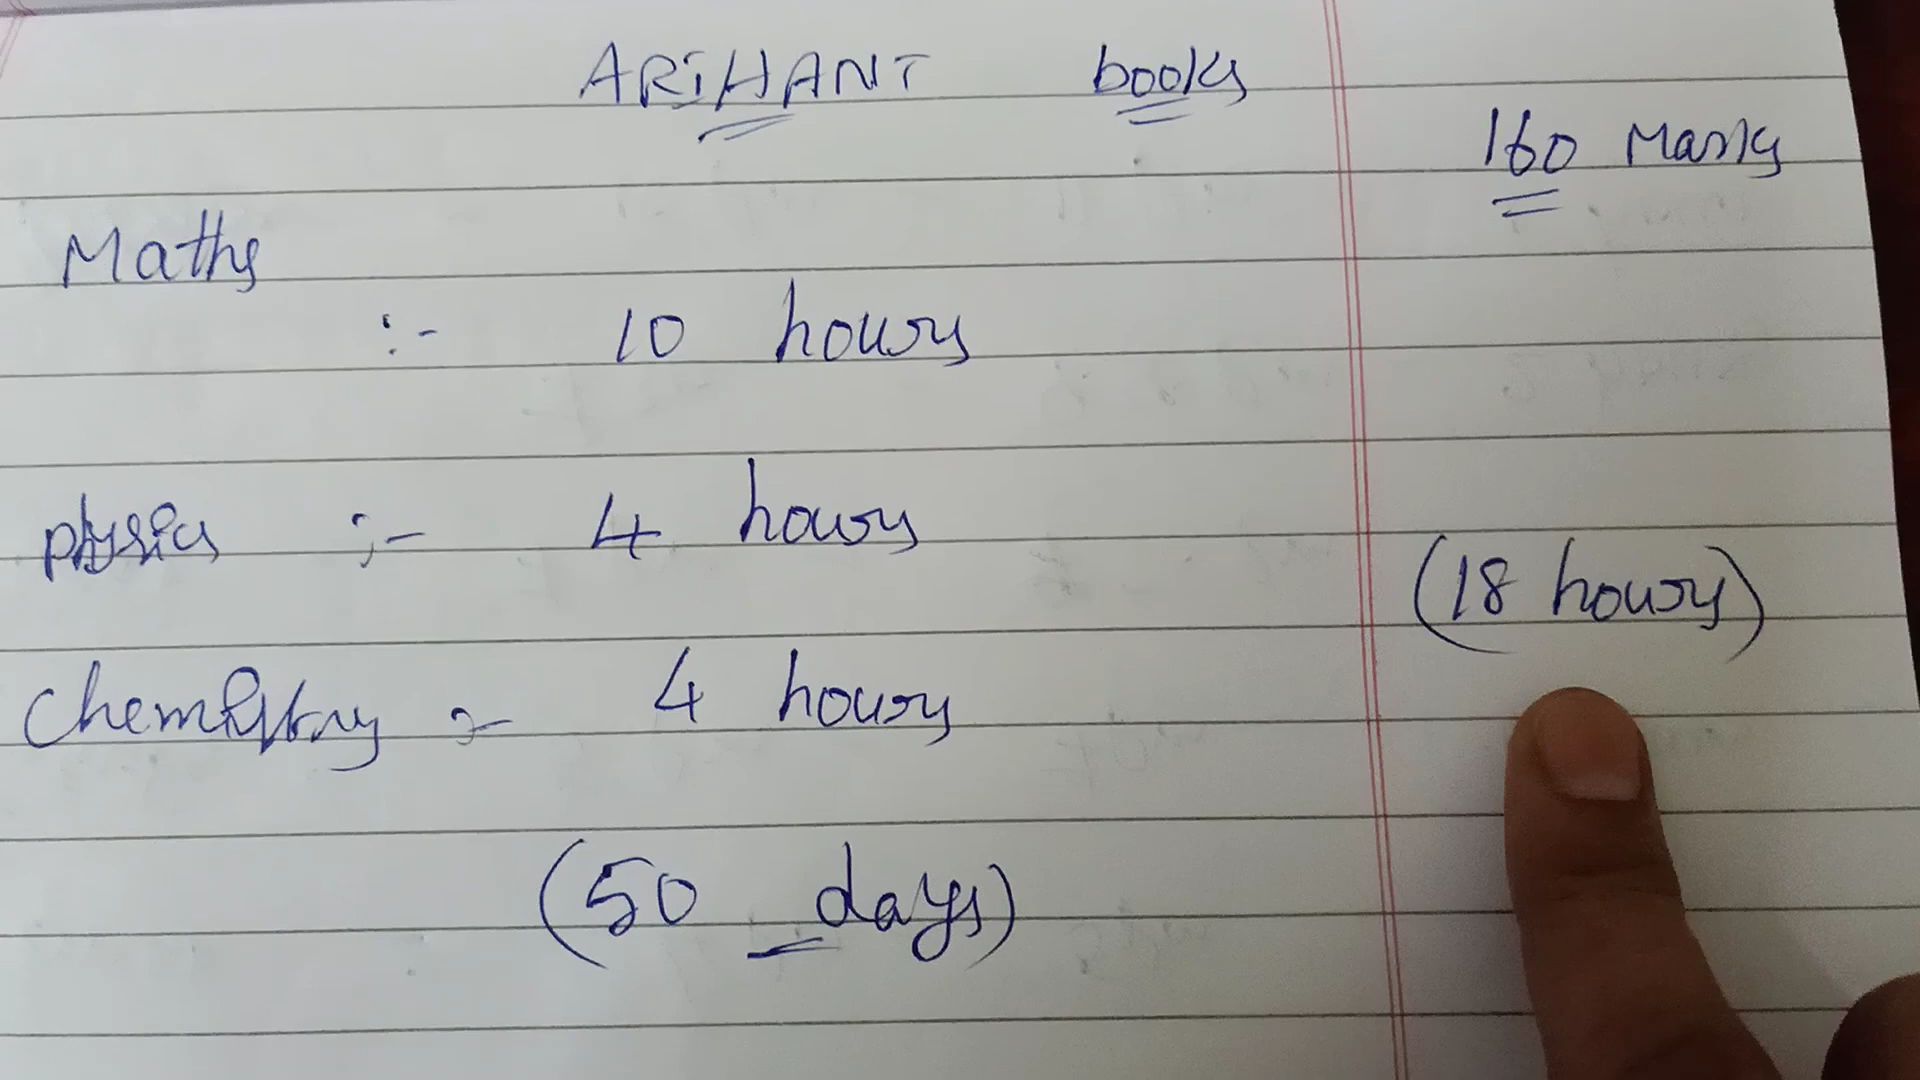 ARIHANT books
160 Marks
Maths
:- 10 hours
physics :- 4 hours
(18 hours)
chemistry :- 4 hours
(50 days)